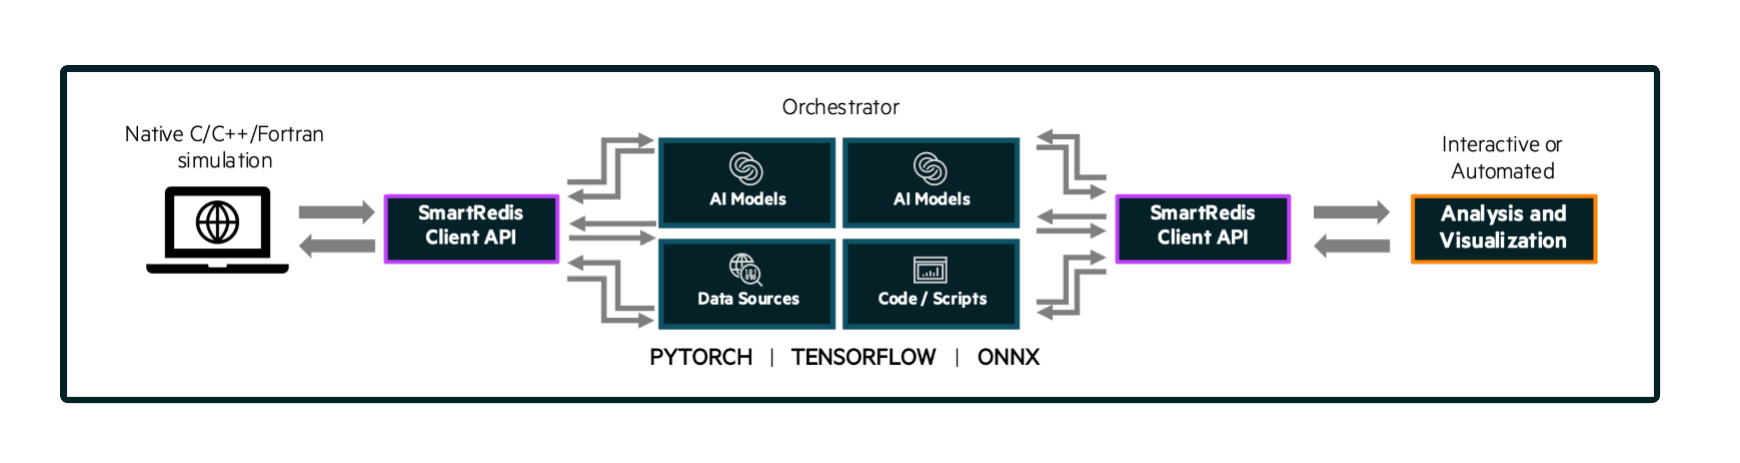 Orchestrator
Native C/C++/Fortran
simulation
SmartRedis
Client API
AI Models
AI Models
Data Sources
Code / Scripts
PYTORCH | TENSORFLOW | ONNX
SmartRedis
Client API
Interactive or
Automated
Analysis and
Visualization